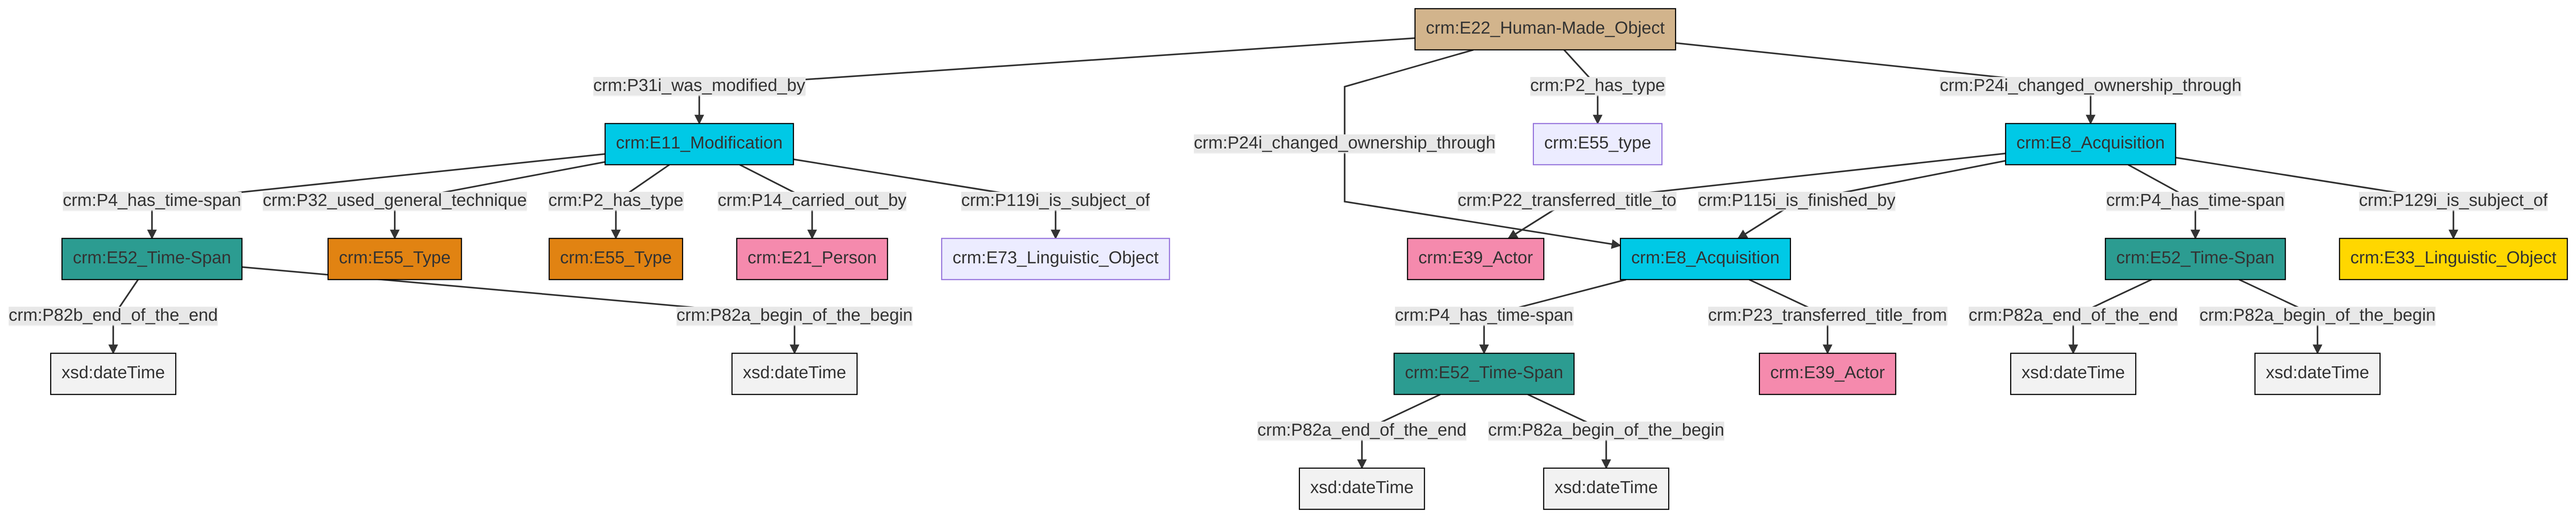 crm:E22_Human-Made_Object
crm:P31i_was_modified_by
crm:P24i_changed_ownership_through
crm:P2_has_type
crm:P24i_changed_ownership_through
crm:E11_Modification
crm:E55_type
crm:E8_Acquisition
crm:P4_has_time-span
crm:P32_used_general_technique
crm:P2_has_type
crm:P14_carried_out_by
crm:P119i_is_subject_of
crm:P22_transferred_title_to
crm:P115i_is_finished_by
crm:P4_has_time-span
crm:P129i_is_subject_of
crm:E52_Time-Span
crm:E55_Type
crm:E55_Type
crm:E21_Person
crm:E73_Linguistic_Object
crm:E39_Actor
crm:E8_Acquisition
crm:E52_Time-Span
crm:E33_Linguistic_Object
crm:P82b_end_of_the_end
crm:P82a_begin_of_the_begin
crm:P4_has_time-span
crm:P23_transferred_title_from
crm:P82a_end_of_the_end
crm:P82a_begin_of_the_begin
xsd:dateTime
xsd:dateTime
crm:E52_Time-Span
crm:E39_Actor
xsd:dateTime
xsd:dateTime
crm:P82a_end_of_the_end
crm:P82a_begin_of_the_begin
xsd:dateTime
xsd:dateTime